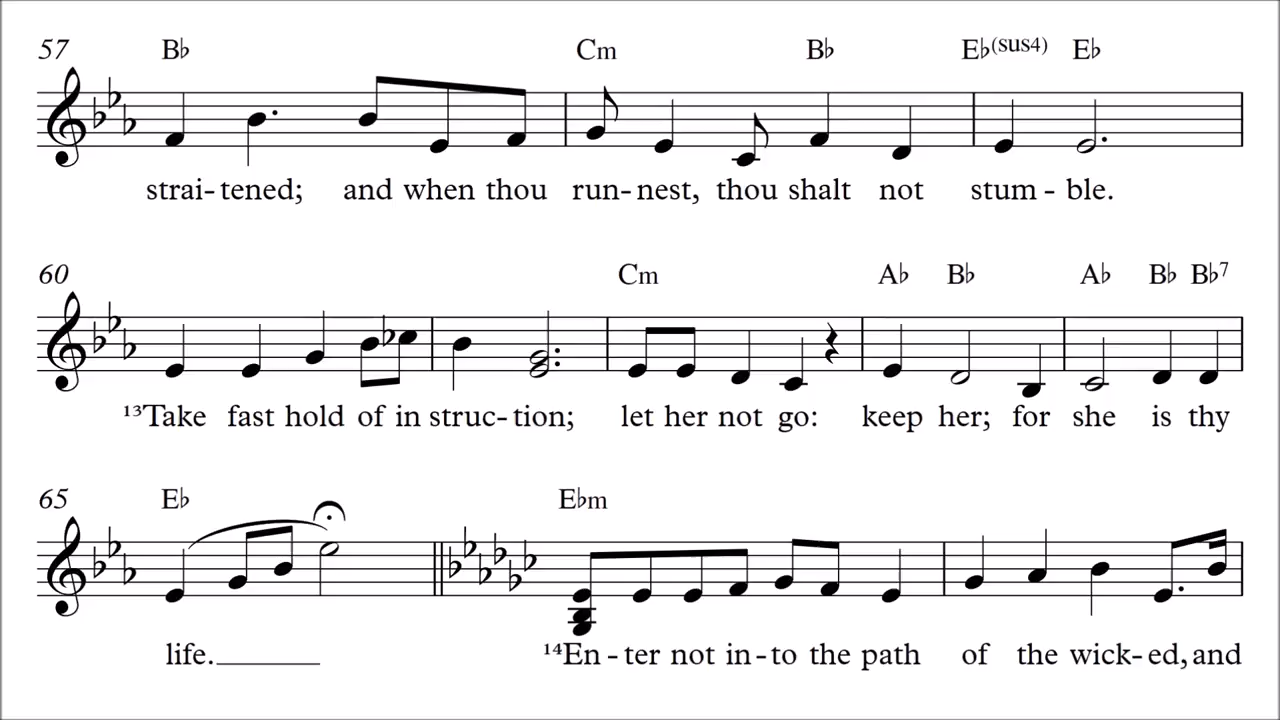 57 B♭ Cm B♭ E♭(sus4) E♭
strai-tened; and when thou run-nest, thou shalt not stum-ble.
60 Cm A♭ B♭ A♭ B♭ B♭7
¹³Take fast hold of in struc-tion; let her not go: keep her; for she is thy
65 E♭ E♭m
life.____ ¹⁴En-ter not in-to the path of the wick-ed, and